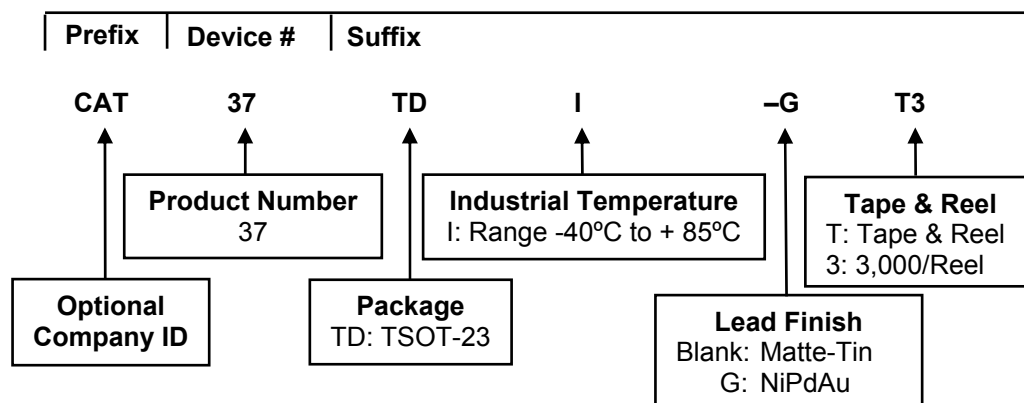 Prefix Device # Suffix
CAT 37 TD I –G T3
Product Number
37
Industrial Temperature
I: Range -40ºC to + 85ºC
Tape & Reel
T: Tape & Reel
3: 3,000/Reel
Optional
Company ID
Package
TD: TSOT-23
Lead Finish
Blank: Matte-Tin
G: NiPdAu